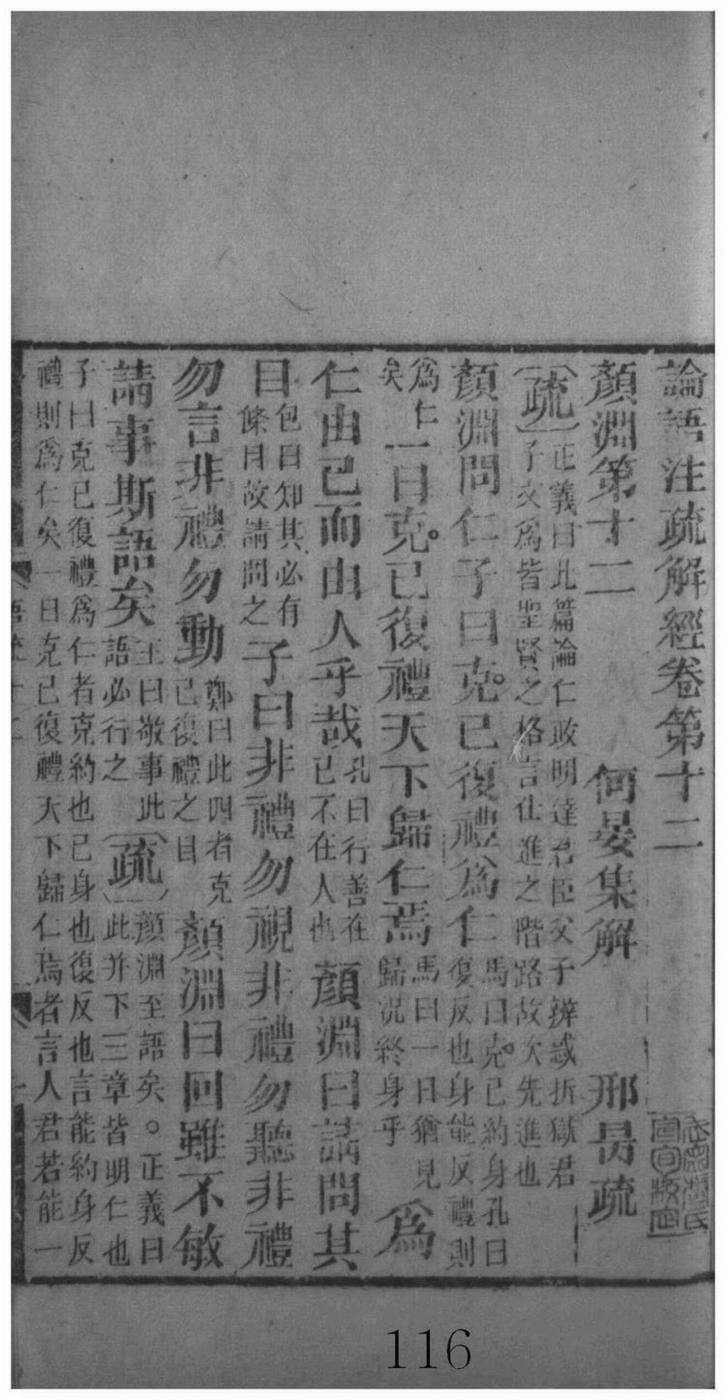 論語注疏解經卷第十二
顏淵第十二 何晏集解 邢昺疏
疏 正義曰此篇論仁政明達君臣父子辨惑折獄君
子文爲皆聖賢之格言仕進之階路故次先進也
顏淵問仁子曰克己復禮爲仁 馬曰克己約身孔曰
復反也身能反禮則
爲仁
矣 一日克己復禮天下歸仁焉 馬曰一日猶見
歸況終身乎 爲
仁由己而由人乎哉 孔曰行善在
己不在人也 顏淵曰請問其
目 包曰知其必有
條目故請問之 子曰非禮勿視非禮勿聽非禮
勿言非禮勿動 鄭曰此四者克
己復禮之目 顏淵曰回雖不敏
請事斯語矣 王曰敬事此
語必行之 疏 顏淵至語矣。正義曰
此并下三章皆明仁也
子曰克己復禮爲仁者克約也己身也復反也言能約身反
禮則爲仁矣一日克己復禮天下歸仁焉者言人君若能一
116